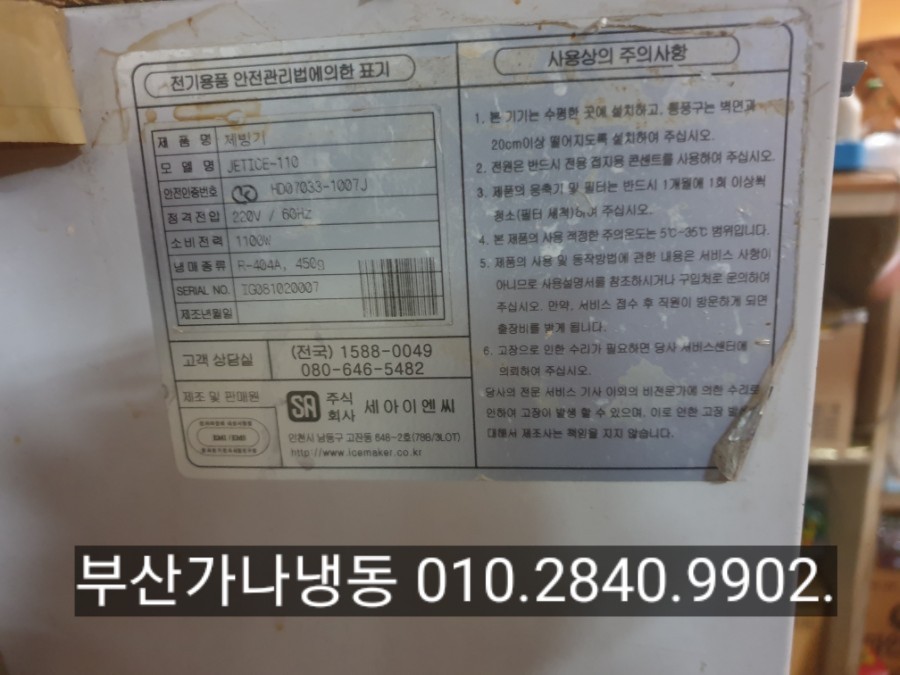 전기용품 안전관리법에의한 표기
제 품 명 제빙기
모 델 명 JETICE-110
안전인증번호 HD07033-1007J
정격전압 220V / 60Hz
소비전력 1100W
냉매종류 R-404A, 450g
SERIAL NO. IG081020007
제조년월일
고객 상담실 (전국) 1588-0049
080-646-5482
제조 및 판매원
주식회사 세아이엔씨
인천시 남동구 고잔동 648-2호(78B/3LOT)
http://www.icemaker.co.kr
EMI/EMS
사용상의 주의사항
1. 본 기기는 수평한 곳에 설치하고, 통풍구는 벽면과
20cm이상 떨어지도록 설치하여 주십시오.
2. 전원은 반드시 전용 접지용 콘센트를 사용하여 주십시오.
3. 제품의 응축기 및 필터는 반드시 1개월에 1회 이상씩
청소(필터 세척)하여 주십시오.
4. 본 제품의 사용 적정한 주의온도는 5℃-35℃ 범위입니다.
5. 제품의 사용 및 동작방법에 관한 내용은 서비스 사항이
아니므로 사용설명서를 참조하시거나 구입처로 문의하여
주십시오. 만약, 서비스 접수 후 직원이 방문하게 되면
출장비를 받게 됩니다.
6. 고장으로 인한 수리가 필요하면 당사 서비스센터에
의뢰하여 주십시오.
당사의 전문 서비스 기사 이외의 비전문가에 의한 수리로
인하여 고장이 발생 할 수 있으며, 이로 인한 고장
대해서 제조사는 책임을 지지 않습니다.
부산가나냉동 010.2840.9902.